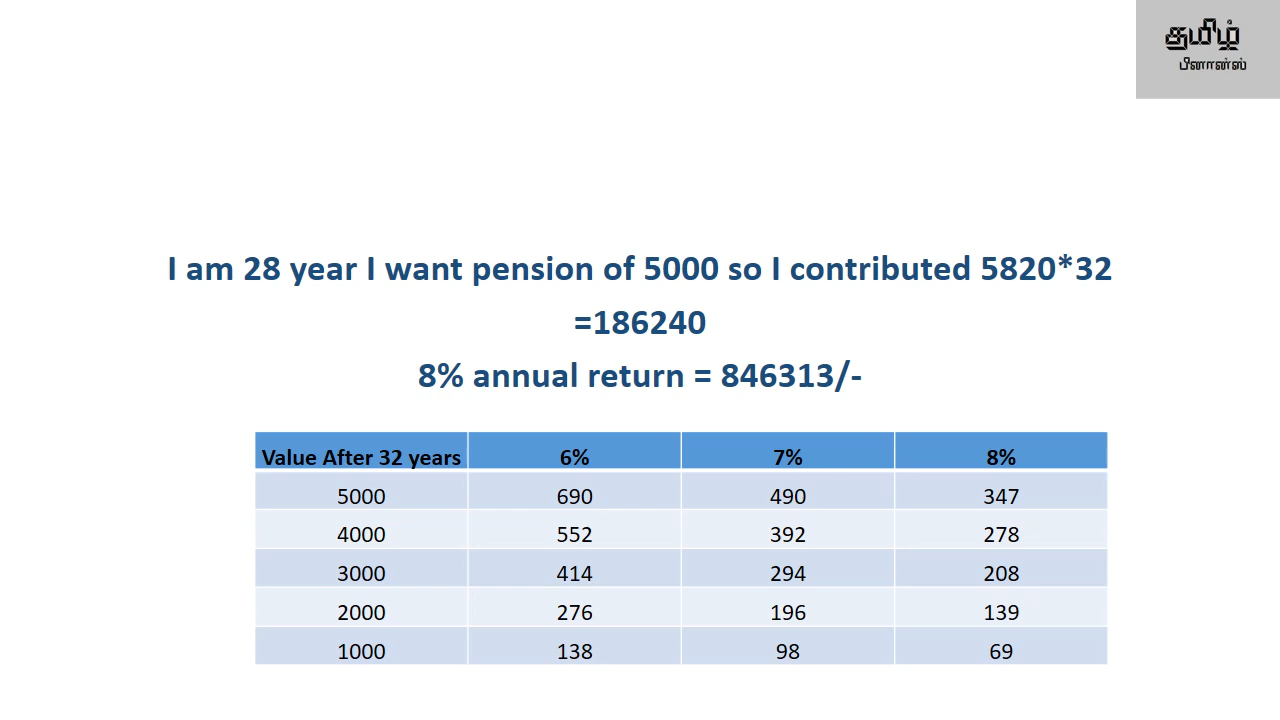 தமிழ்
பீனான்ஸ்
I am 28 year I want pension of 5000 so I contributed 5820*32
=186240
8% annual return = 846313/-
Value After 32 years 6% 7% 8%
5000 690 490 347
4000 552 392 278
3000 414 294 208
2000 276 196 139
1000 138 98 69